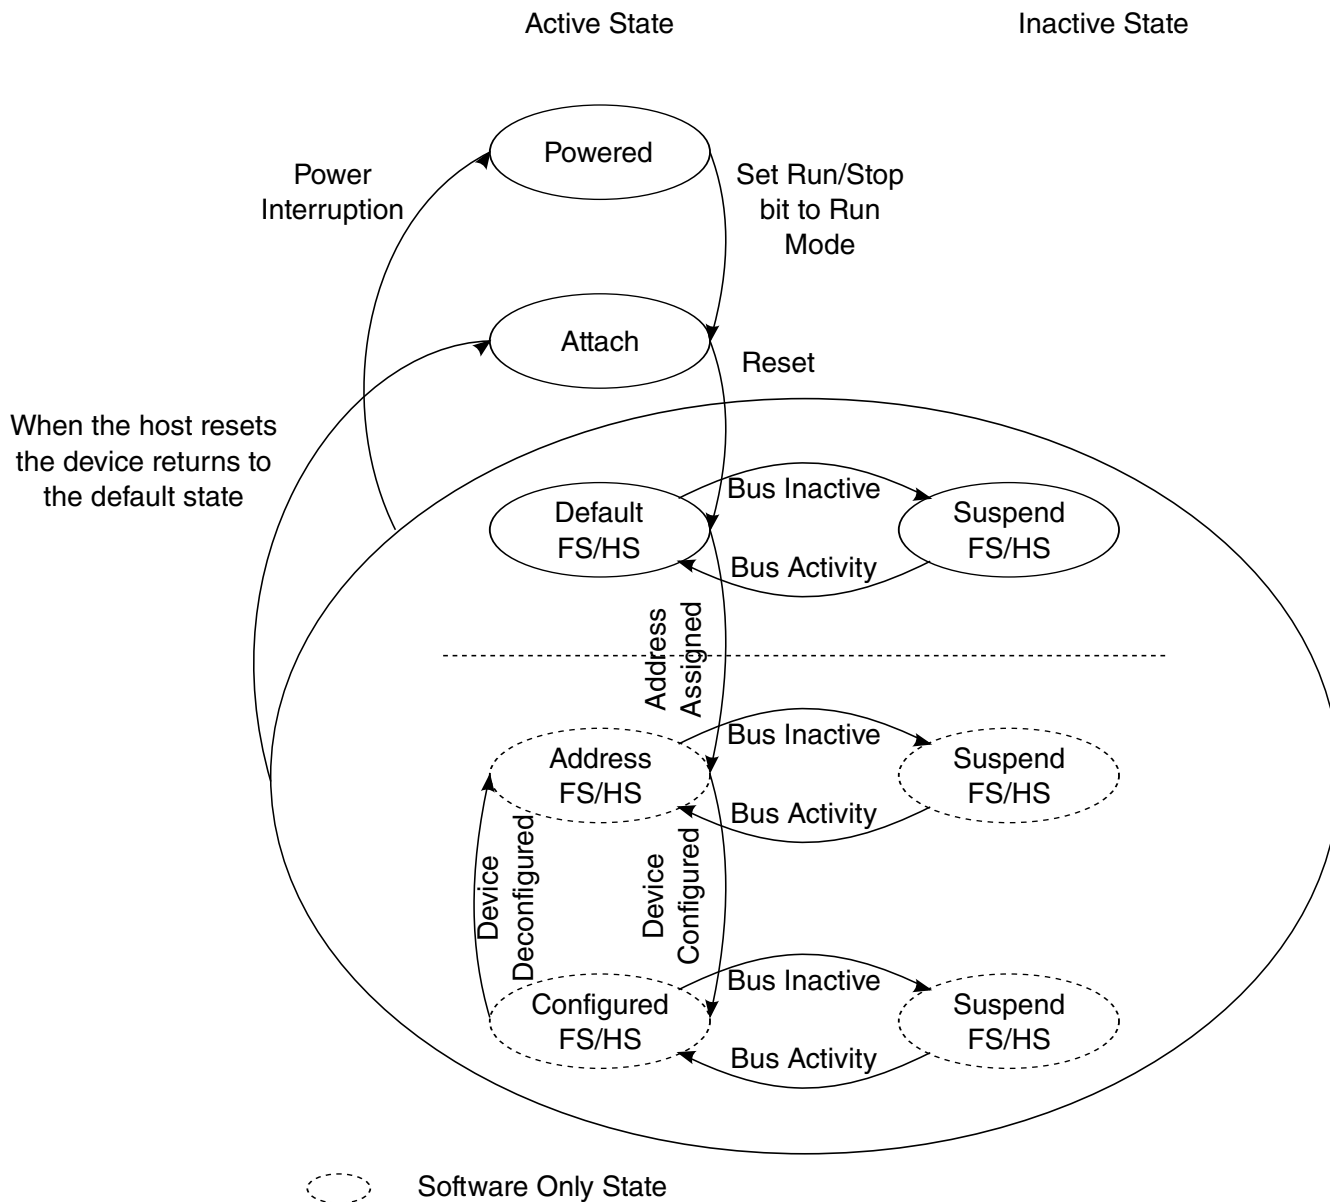 Active State
Inactive State
Powered
Power
Interruption
Set Run/Stop
bit to Run
Mode
Attach
Reset
When the host resets
the device returns to
the default state
Bus Inactive
Default
FS/HS
Suspend
FS/HS
Bus Activity
Address
Assigned
Bus Inactive
Address
FS/HS
Suspend
FS/HS
Bus Activity
Device
Deconfigured
Device
Configured
Bus Inactive
Configured
FS/HS
Suspend
FS/HS
Bus Activity
Software Only State